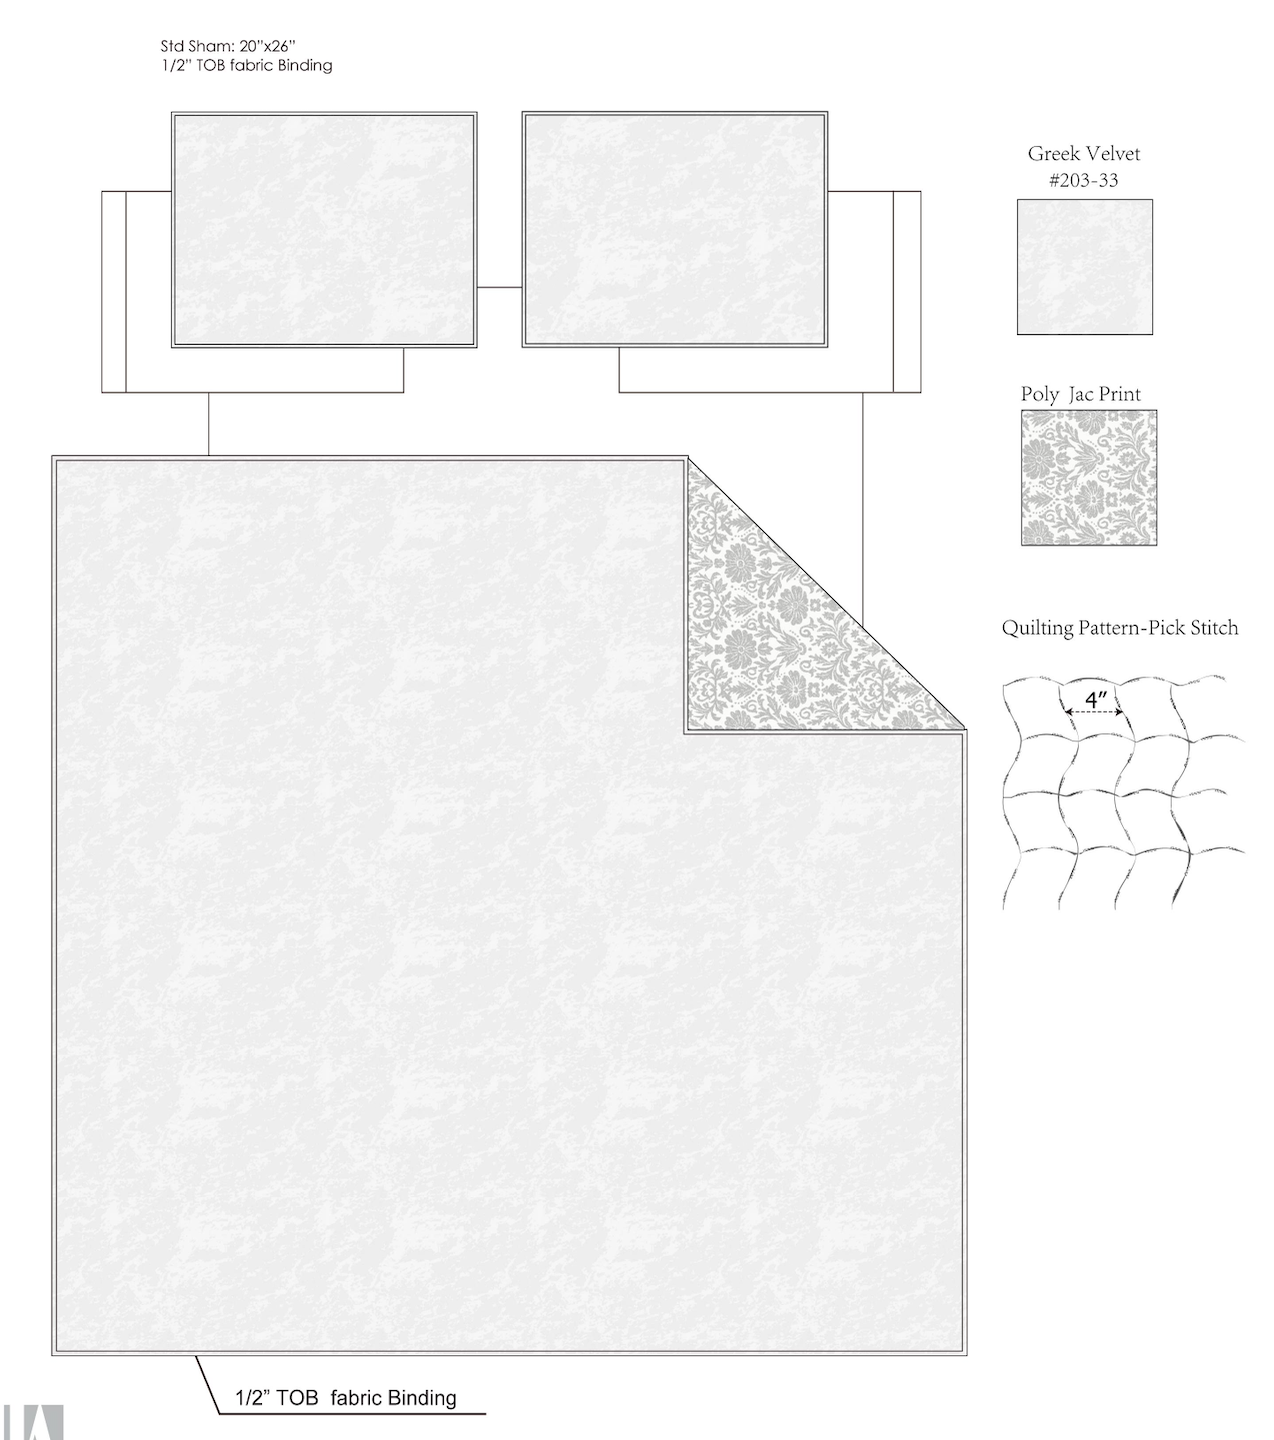 Std Sham: 20”x26”
1/2” TOB fabric Binding
Greek Velvet
#203-33
Poly Jac Print
Quilting Pattern-Pick Stitch
4”
1/2” TOB fabric Binding